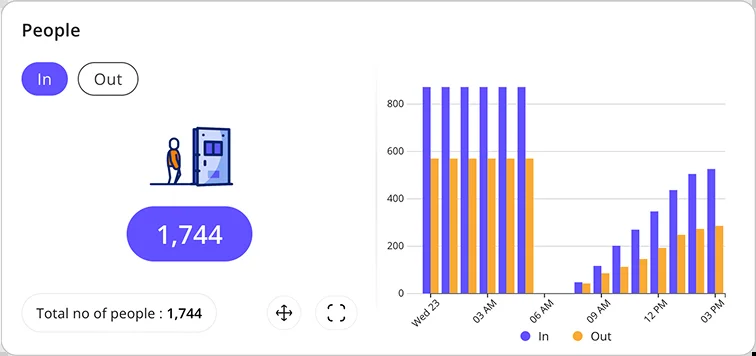 People
In
Out
1,744
Total no of people : 1,744
800
600
400
200
0
Wed 23
03 AM
06 AM
09 AM
12 PM
03 PM
In
Out